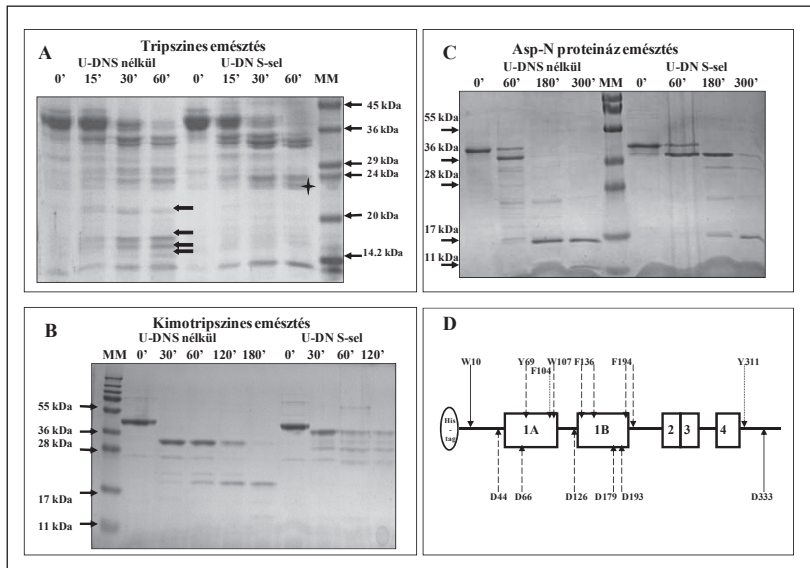 A
Tripszines emésztés
U-DNS nélkül U-DN S-sel
0’ 15’ 30’ 60’ 0’ 15’ 30’ 60’ MM
45 kDa
36 kDa
29 kDa
24 kDa
20 kDa
14.2 kDa
B
Kimotripszines emésztés
U-DNS nélkül U-DN S-sel
MM 0’ 30’ 60’ 120’ 180’ 0’ 30’ 60’ 120’
55 kDa
36 kDa
28 kDa
17 kDa
11 kDa
C
Asp-N proteináz emésztés
U-DNS nélkül U-DN S-sel
0’ 60’ 180’ 300’ MM 0’ 60’ 180’ 300’
55 kDa
36 kDa
28 kDa
17 kDa
11 kDa
D
W10 Y69 W107 F136 F194 Y311
F104
His
-
tag
1A 1B 2 3 4
D44 D66 D126 D179 D193 D333